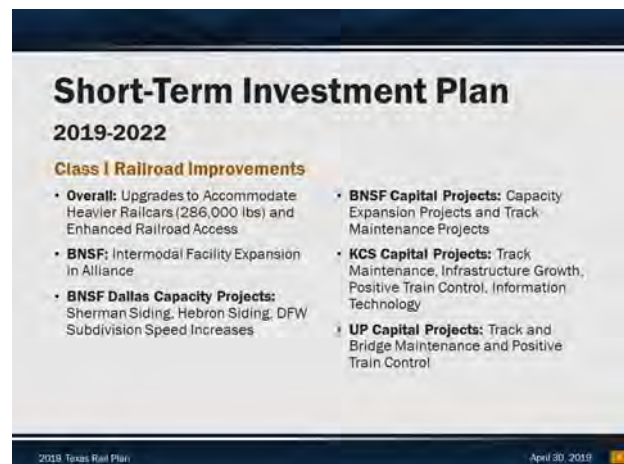 Short-Term Investment Plan
2019-2022
Class I Railroad Improvements
• Overall: Upgrades to Accommodate
Heavier Railcars (286,000 lbs) and
Enhanced Railroad Access
• BNSF: Intermodal Facility Expansion
in Alliance
• BNSF Dallas Capacity Projects:
Sherman Siding, Hebron Siding, DFW
Subdivision Speed Increases
• BNSF Capital Projects: Capacity
Expansion Projects and Track
Maintenance Projects
• KCS Capital Projects: Track
Maintenance, Infrastructure Growth,
Positive Train Control, Information
Technology
• UP Capital Projects: Track and
Bridge Maintenance and Positive
Train Control
2019 Texas Rail Plan
April 30, 2019